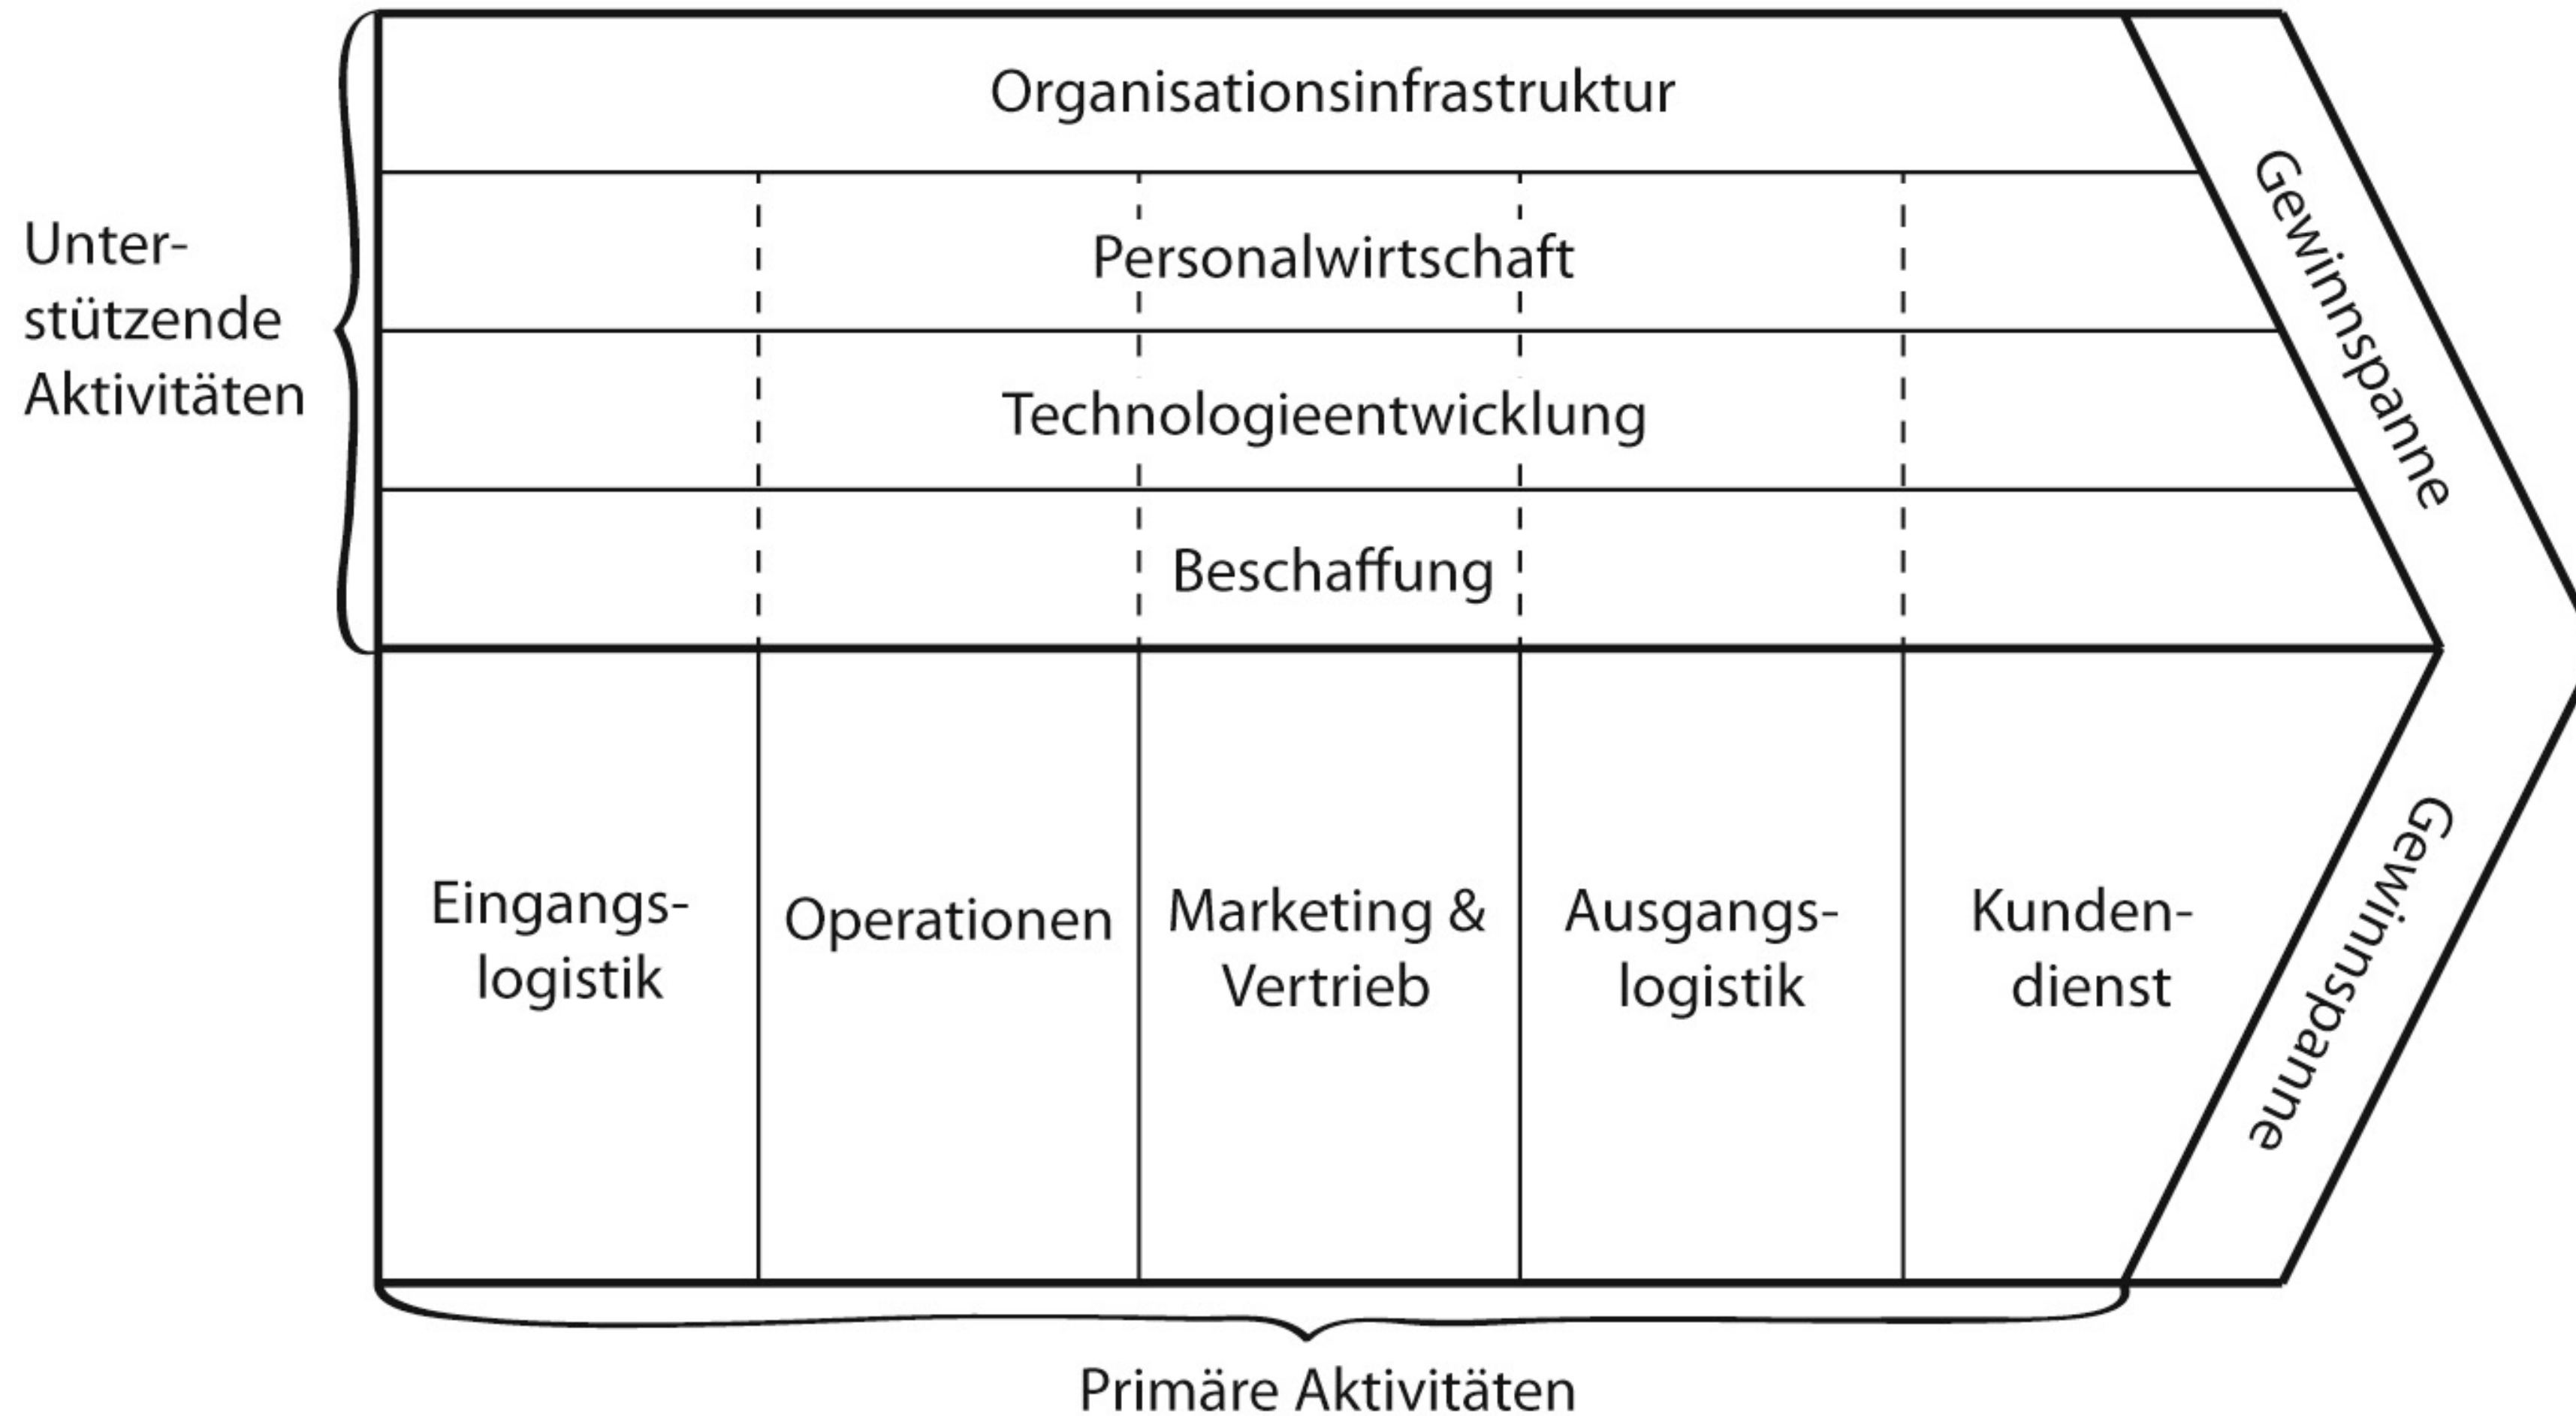 Organisationsinfrastruktur
Unter-
stützende
Aktivitäten
Personalwirtschaft
Technologieentwicklung
Beschaffung
Gewinnspanne
Eingangs-
logistik
Operationen
Marketing &
Vertrieb
Ausgangs-
logistik
Kunden-
dienst
Gewinnspanne
Primäre Aktivitäten